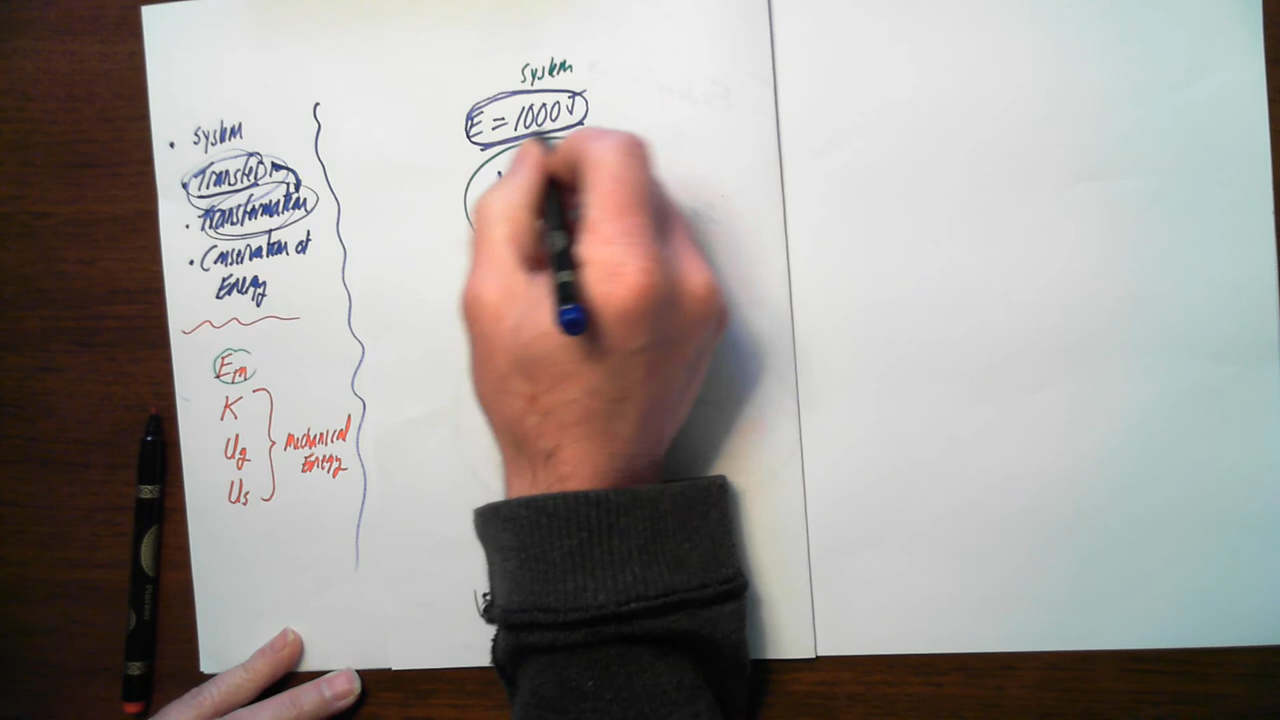 System
E = 1000 J
• System
Transfer
• Transformation
• Conservation of
Energy
Em
K
Ug
Us
Mechanical
Energy